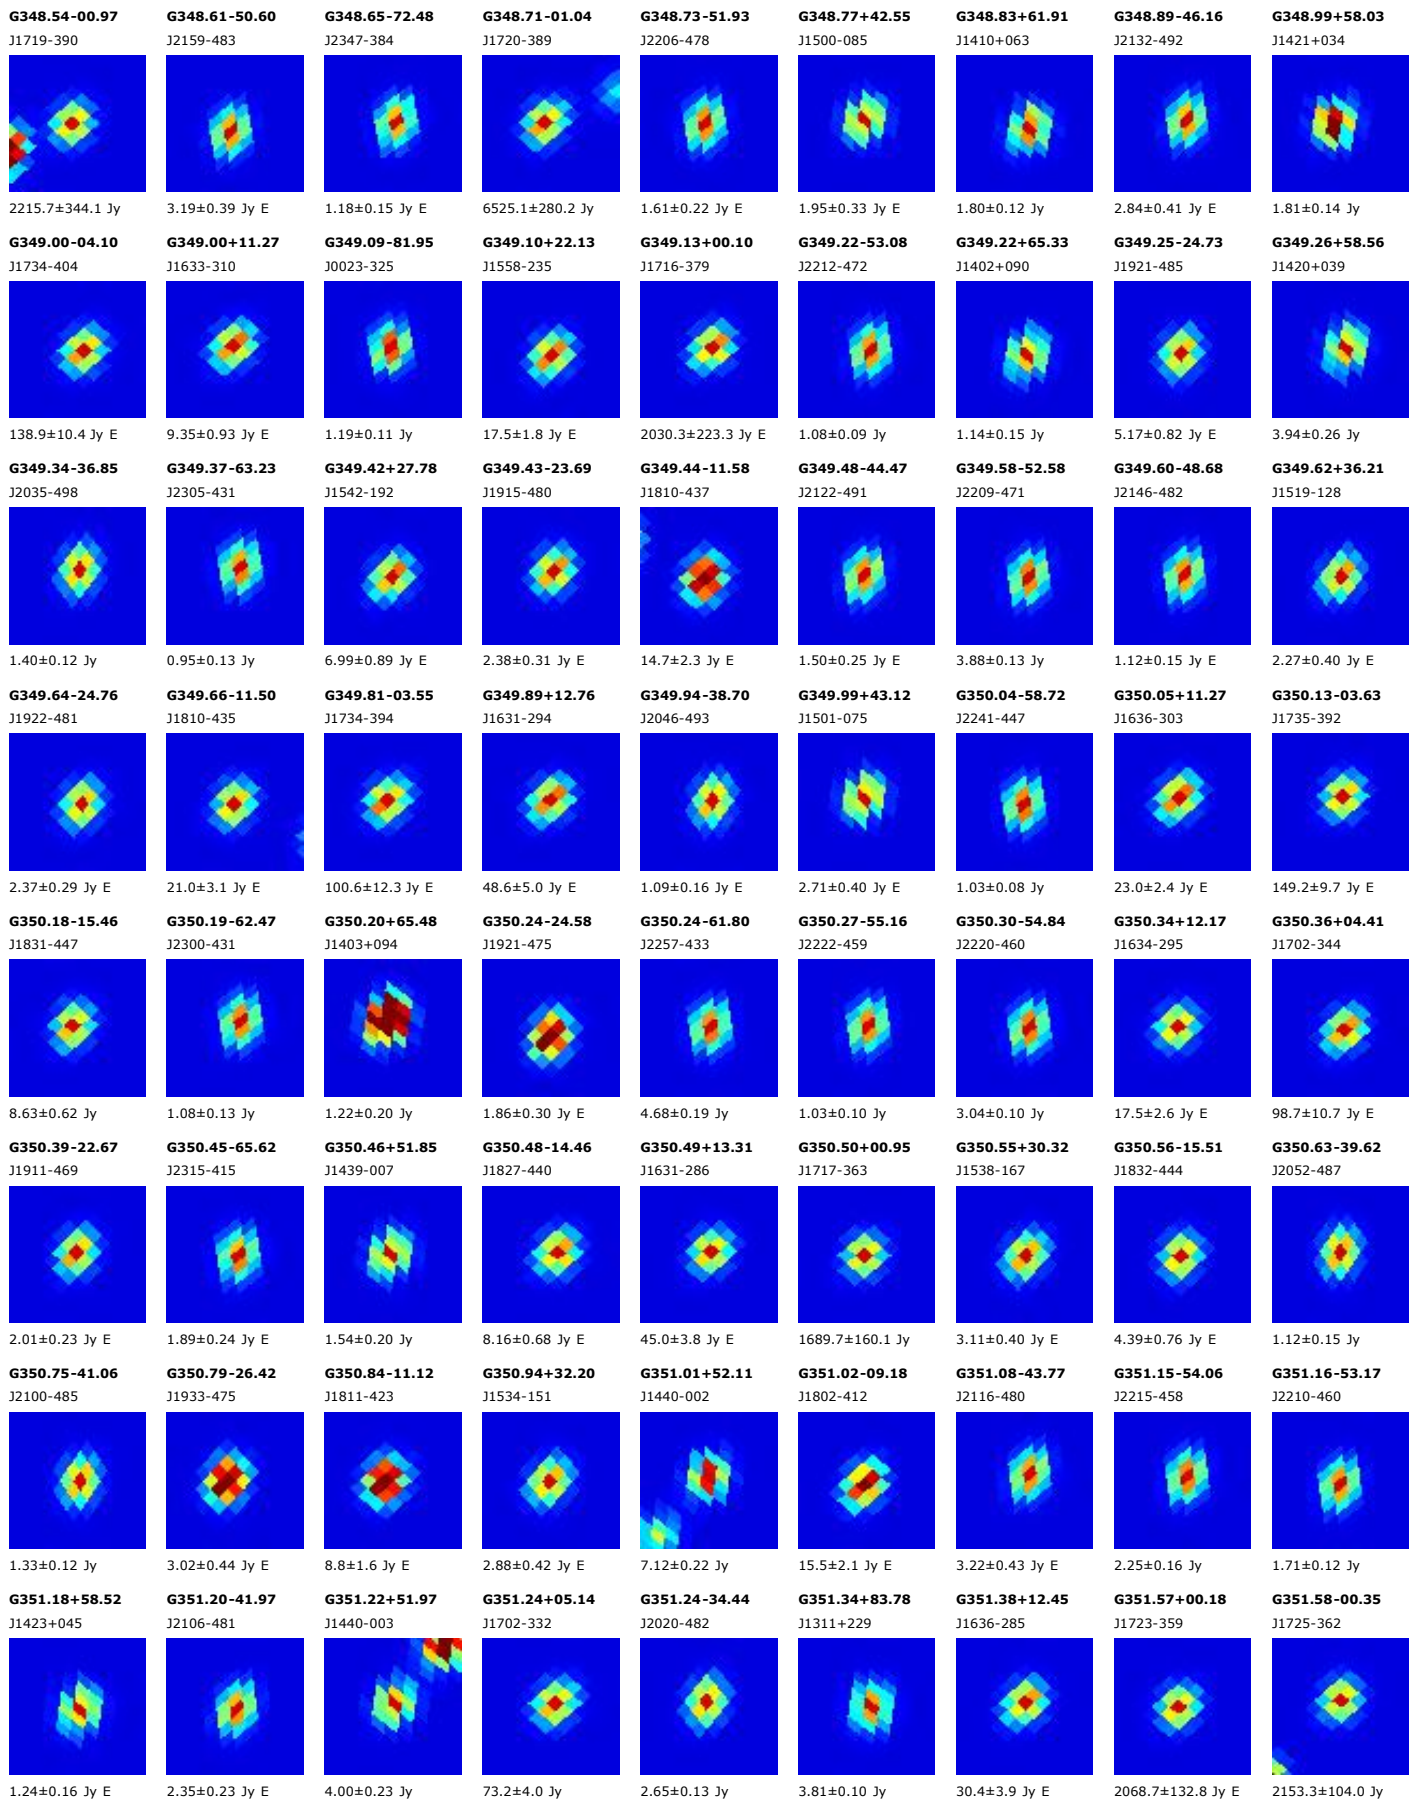 G348.54-00.97 G348.61-50.60 G348.65-72.48 G348.71-01.04 G348.73-51.93 G348.77+42.55 G348.83+61.91 G348.89-46.16 G348.99+58.03
J1719-390 J2159-483 J2347-384 J1720-389 J2206-478 J1500-085 J1410+063 J2132-492 J1421+034
2215.7±344.1 Jy 3.19±0.39 Jy E 1.18±0.15 Jy E 6525.1±280.2 Jy 1.61±0.22 Jy E 1.95±0.33 Jy E 1.80±0.12 Jy 2.84±0.41 Jy E 1.81±0.14 Jy
G349.00-04.10 G349.00+11.27 G349.09-81.95 G349.10+22.13 G349.13+00.10 G349.22-53.08 G349.22+65.33 G349.25-24.73 G349.26+58.56
J1734-404 J1633-310 J0023-325 J1558-235 J1716-379 J2212-472 J1402+090 J1921-485 J1420+039
138.9±10.4 Jy E 9.35±0.93 Jy E 1.19±0.11 Jy 17.5±1.8 Jy E 2030.3±223.3 Jy E 1.08±0.09 Jy 1.14±0.15 Jy 5.17±0.82 Jy E 3.94±0.26 Jy
G349.34-36.85 G349.37-63.23 G349.42+27.78 G349.43-23.69 G349.44-11.58 G349.48-44.47 G349.58-52.58 G349.60-48.68 G349.62+36.21
J2035-498 J2305-431 J1542-192 J1915-480 J1810-437 J2122-491 J2209-471 J2146-482 J1519-128
1.40±0.12 Jy 0.95±0.13 Jy 6.99±0.89 Jy E 2.38±0.31 Jy E 14.7±2.3 Jy E 1.50±0.25 Jy E 3.88±0.13 Jy 1.12±0.15 Jy E 2.27±0.40 Jy E
G349.64-24.76 G349.66-11.50 G349.81-03.55 G349.89+12.76 G349.94-38.70 G349.99+43.12 G350.04-58.72 G350.05+11.27 G350.13-03.63
J1922-481 J1810-435 J1734-394 J1631-294 J2046-493 J1501-075 J2241-447 J1636-303 J1735-392
2.37±0.29 Jy E 21.0±3.1 Jy E 100.6±12.3 Jy E 48.6±5.0 Jy E 1.09±0.16 Jy E 2.71±0.40 Jy E 1.03±0.08 Jy 23.0±2.4 Jy E 149.2±9.7 Jy E
G350.18-15.46 G350.19-62.47 G350.20+65.48 G350.24-24.58 G350.24-61.80 G350.27-55.16 G350.30-54.84 G350.34+12.17 G350.36+04.41
J1831-447 J2300-431 J1403+094 J1921-475 J2257-433 J2222-459 J2220-460 J1634-295 J1702-344
8.63±0.62 Jy 1.08±0.13 Jy 1.22±0.20 Jy 1.86±0.30 Jy E 4.68±0.19 Jy 1.03±0.10 Jy 3.04±0.10 Jy 17.5±2.6 Jy E 98.7±10.7 Jy E
G350.39-22.67 G350.45-65.62 G350.46+51.85 G350.48-14.46 G350.49+13.31 G350.50+00.95 G350.55+30.32 G350.56-15.51 G350.63-39.62
J1911-469 J2315-415 J1439-007 J1827-440 J1631-286 J1717-363 J1538-167 J1832-444 J2052-487
2.01±0.23 Jy E 1.89±0.24 Jy E 1.54±0.20 Jy 8.16±0.68 Jy E 45.0±3.8 Jy E 1689.7±160.1 Jy 3.11±0.40 Jy E 4.39±0.76 Jy E 1.12±0.15 Jy
G350.75-41.06 G350.79-26.42 G350.84-11.12 G350.94+32.20 G351.01+52.11 G351.02-09.18 G351.08-43.77 G351.15-54.06 G351.16-53.17
J2100-485 J1933-475 J1811-423 J1534-151 J1440-002 J1802-412 J2116-480 J2215-458 J2210-460
1.33±0.12 Jy 3.02±0.44 Jy E 8.8±1.6 Jy E 2.88±0.42 Jy E 7.12±0.22 Jy 15.5±2.1 Jy E 3.22±0.43 Jy E 2.25±0.16 Jy 1.71±0.12 Jy
G351.18+58.52 G351.20-41.97 G351.22+51.97 G351.24+05.14 G351.24-34.44 G351.34+83.78 G351.38+12.45 G351.57+00.18 G351.58-00.35
J1423+045 J2106-481 J1440-003 J1702-332 J2020-482 J1311+229 J1636-285 J1723-359 J1725-362
1.24±0.16 Jy E 2.35±0.23 Jy E 4.00±0.23 Jy 73.2±4.0 Jy 2.65±0.13 Jy 3.81±0.10 Jy 30.4±3.9 Jy E 2068.7±132.8 Jy E 2153.3±104.0 Jy